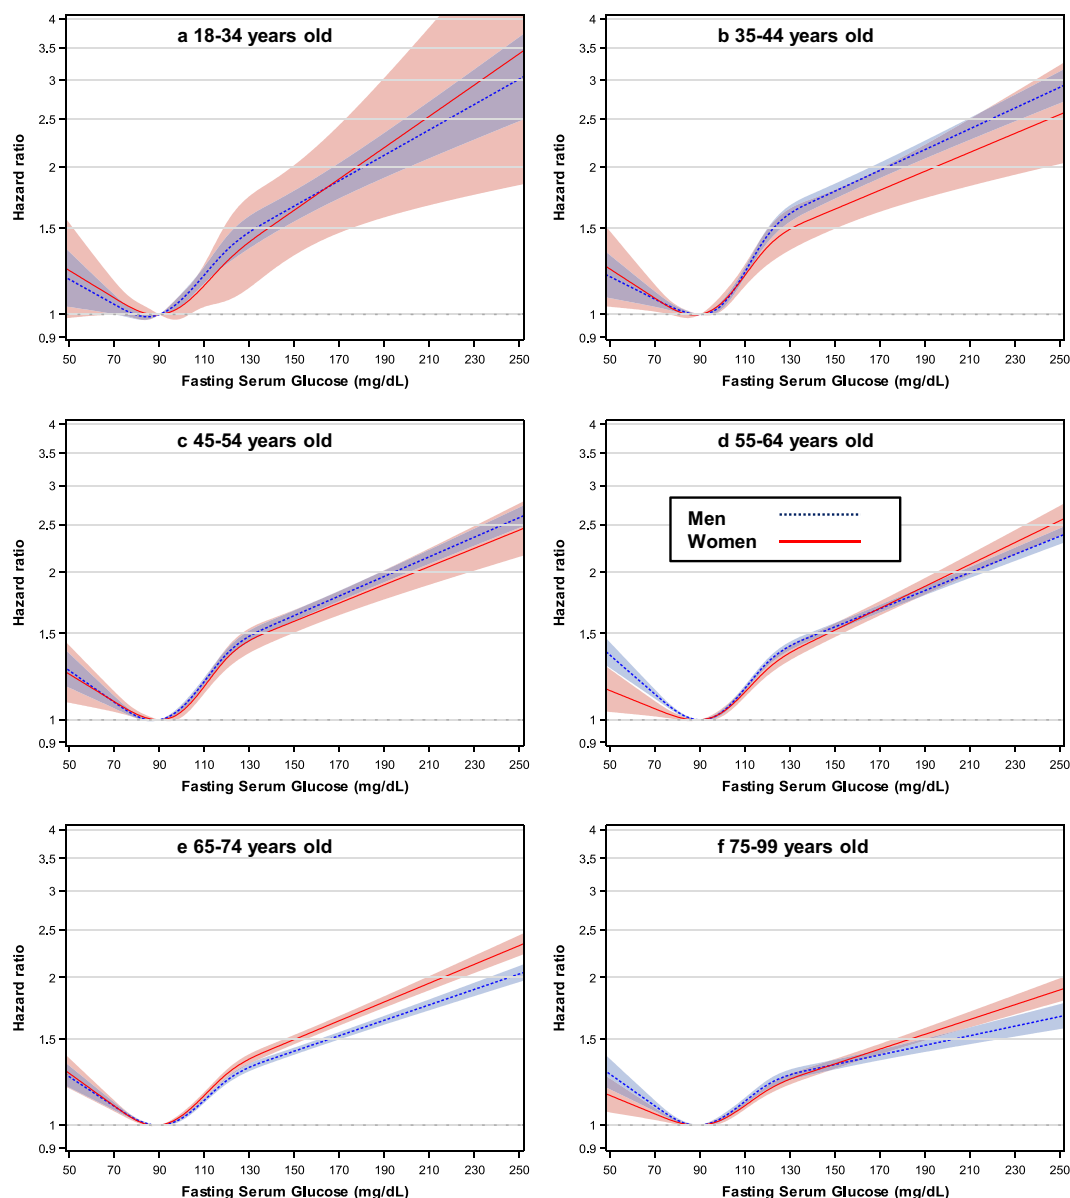 a 18-34 years old
4
3.5
3
2.5
2
1.5
1
0.9
Hazard ratio
50 70 90 110 130 150 170 190 210 230 250
Fasting Serum Glucose (mg/dL)
b 35-44 years old
4
3.5
3
2.5
2
1.5
1
0.9
Hazard ratio
50 70 90 110 130 150 170 190 210 230 250
Fasting Serum Glucose (mg/dL)
c 45-54 years old
4
3.5
3
2.5
2
1.5
1
0.9
Hazard ratio
50 70 90 110 130 150 170 190 210 230 250
Fasting Serum Glucose (mg/dL)
d 55-64 years old
Men
Women
4
3.5
3
2.5
2
1.5
1
0.9
Hazard ratio
50 70 90 110 130 150 170 190 210 230 250
Fasting Serum Glucose (mg/dL)
e 65-74 years old
4
3.5
3
2.5
2
1.5
1
0.9
Hazard ratio
50 70 90 110 130 150 170 190 210 230 250
Fasting Serum Glucose (mg/dL)
f 75-99 years old
4
3.5
3
2.5
2
1.5
1
0.9
Hazard ratio
50 70 90 110 130 150 170 190 210 230 250
Fasting Serum Glucose (mg/dL)